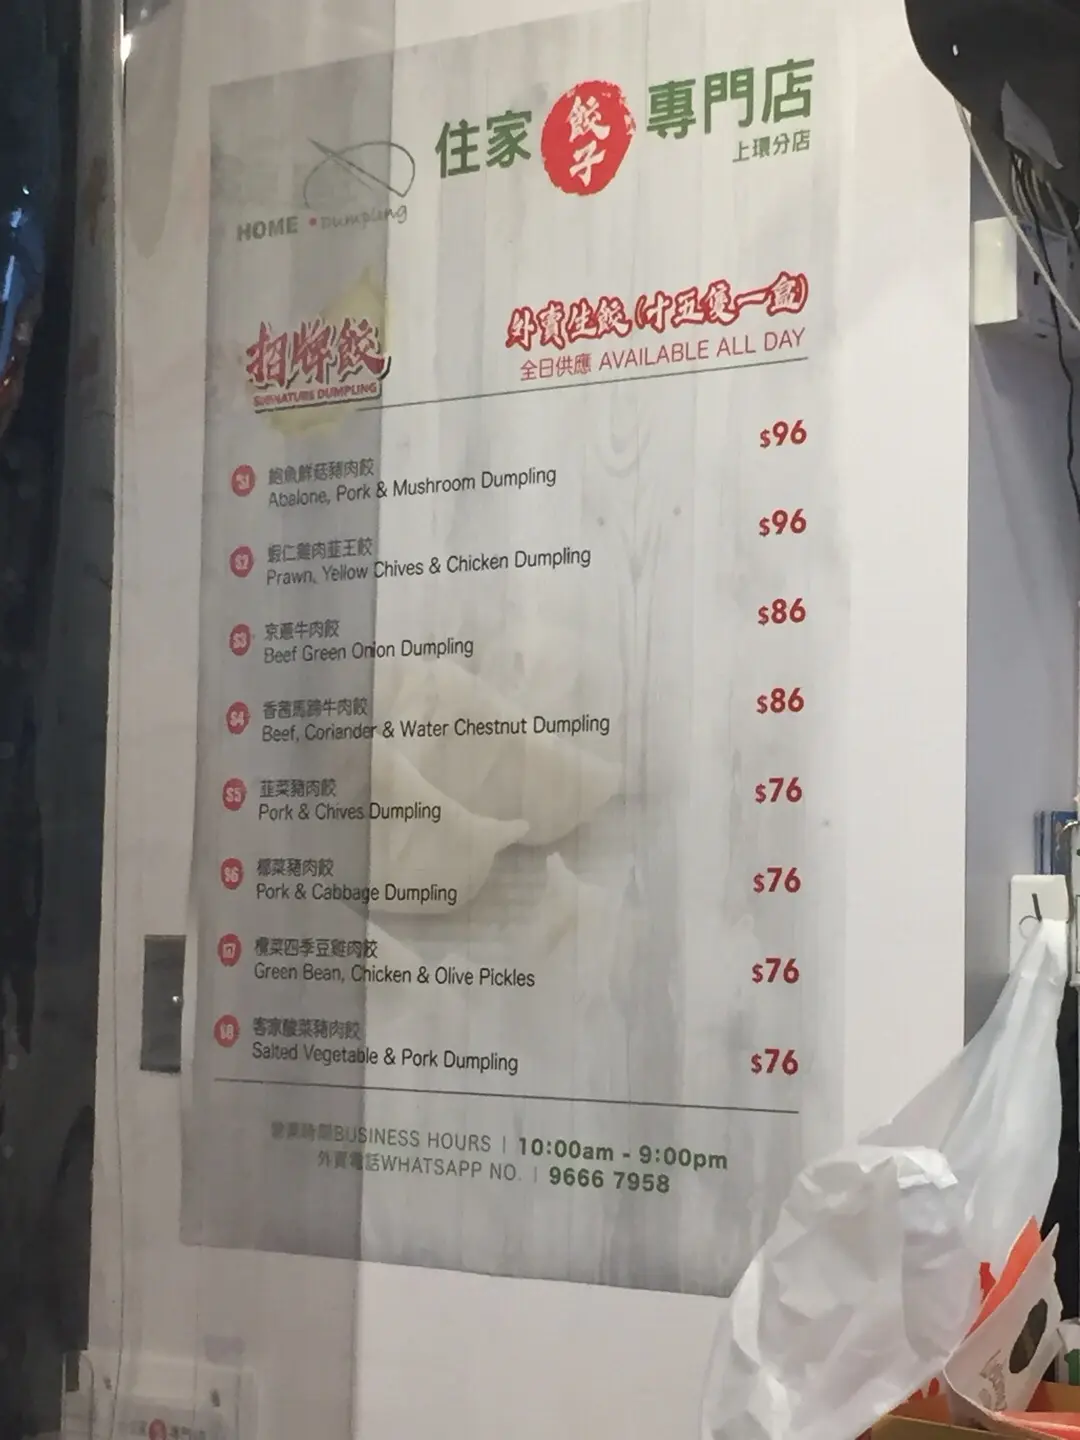 住家餃子專門店
上環分店
HOME • Dumpling
招牌餃
SIGNATURE DUMPLING
外賣生餃(十五隻一盒)
全日供應 AVAILABLE ALL DAY
S1 鮑魚鮮菇豬肉餃 $96
Abalone, Pork & Mushroom Dumpling
S2 蝦仁雞肉韮王餃 $96
Prawn, Yellow Chives & Chicken Dumpling
S3 京蔥牛肉餃 $86
Beef Green Onion Dumpling
S4 香茜馬蹄牛肉餃 $86
Beef, Coriander & Water Chestnut Dumpling
S5 韮菜豬肉餃 $76
Pork & Chives Dumpling
S6 椰菜豬肉餃 $76
Pork & Cabbage Dumpling
S7 欖菜四季豆雞肉餃 $76
Green Bean, Chicken & Olive Pickles
S8 客家酸菜豬肉餃 $76
Salted Vegetable & Pork Dumpling
營業時間BUSINESS HOURS | 10:00am - 9:00pm
外賣電話WHATSAPP NO. | 9666 7958